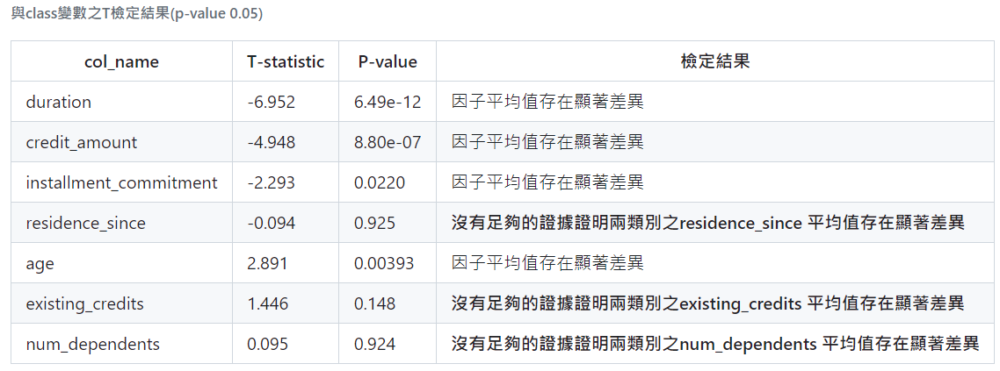 與class變數之T檢定結果(p-value 0.05)
col_name T-statistic P-value 檢定結果
duration -6.952 6.49e-12 因子平均值存在顯著差異
credit_amount -4.948 8.80e-07 因子平均值存在顯著差異
installment_commitment -2.293 0.0220 因子平均值存在顯著差異
residence_since -0.094 0.925 沒有足夠的證據證明兩類別之residence_since 平均值存在顯著差異
age 2.891 0.00393 因子平均值存在顯著差異
existing_credits 1.446 0.148 沒有足夠的證據證明兩類別之existing_credits 平均值存在顯著差異
num_dependents 0.095 0.924 沒有足夠的證據證明兩類別之num_dependents 平均值存在顯著差異